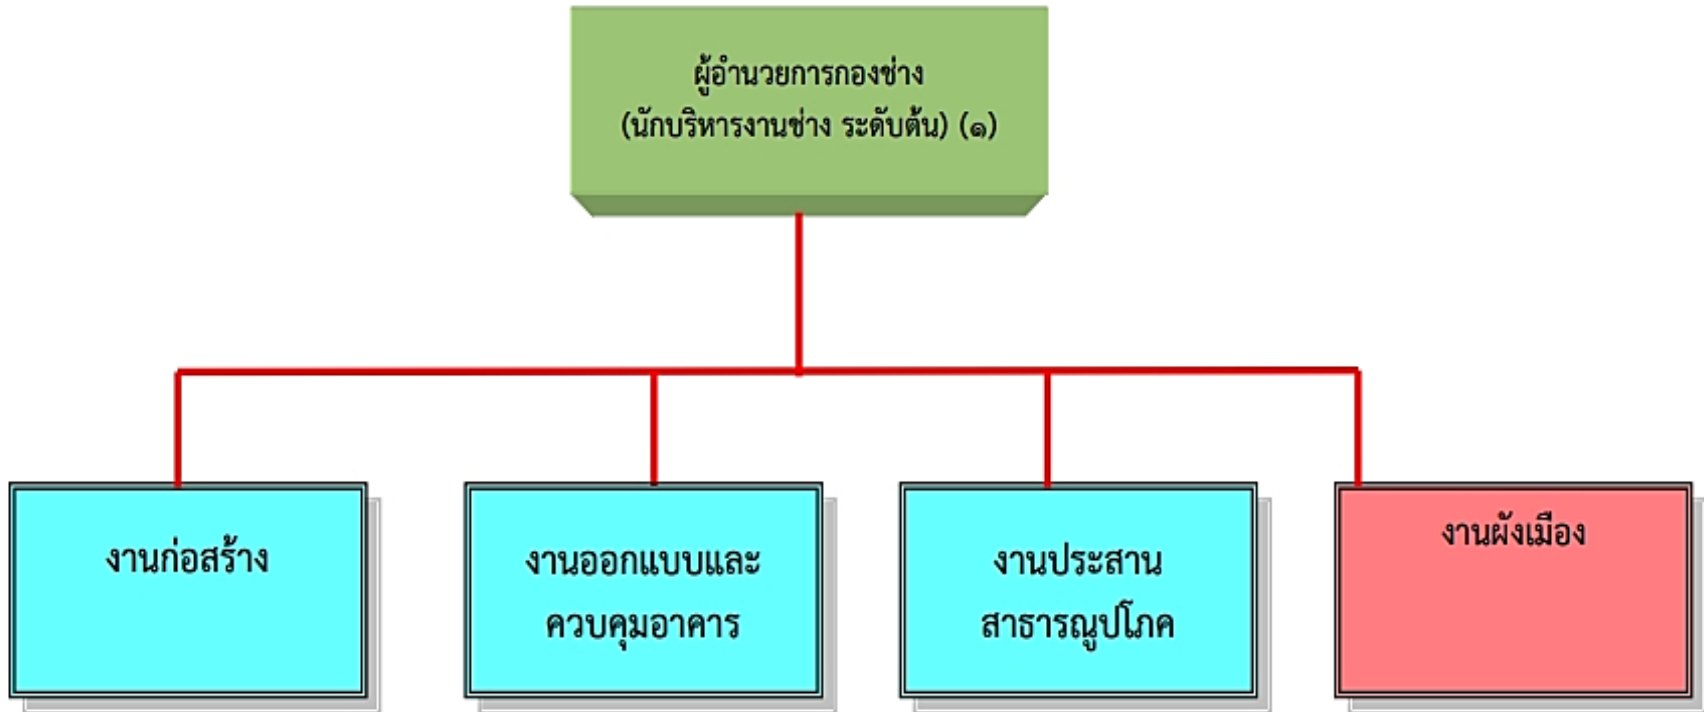 ผู้อำนวยการกองช่าง
(นักบริหารงานช่าง ระดับต้น) (๑)
งานก่อสร้าง
งานออกแบบและ
ควบคุมอาคาร
งานประสาน
สาธารณูปโภค
งานผังเมือง